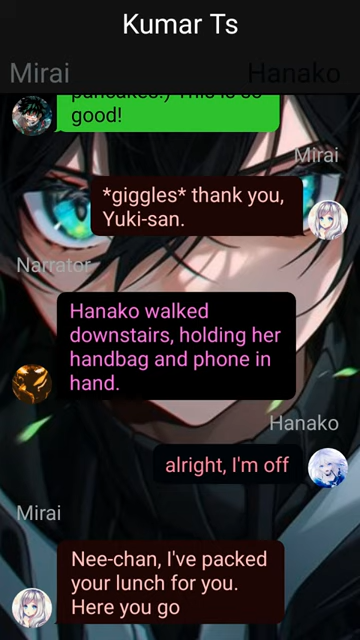 Kumar Ts
Mirai
Hanako
pancakes!) This is so
good!
Mirai
*giggles* thank you,
Yuki-san.
Narrator
Hanako walked
downstairs, holding her
handbag and phone in
hand.
Hanako
alright, I'm off
Mirai
Nee-chan, I've packed
your lunch for you.
Here you go